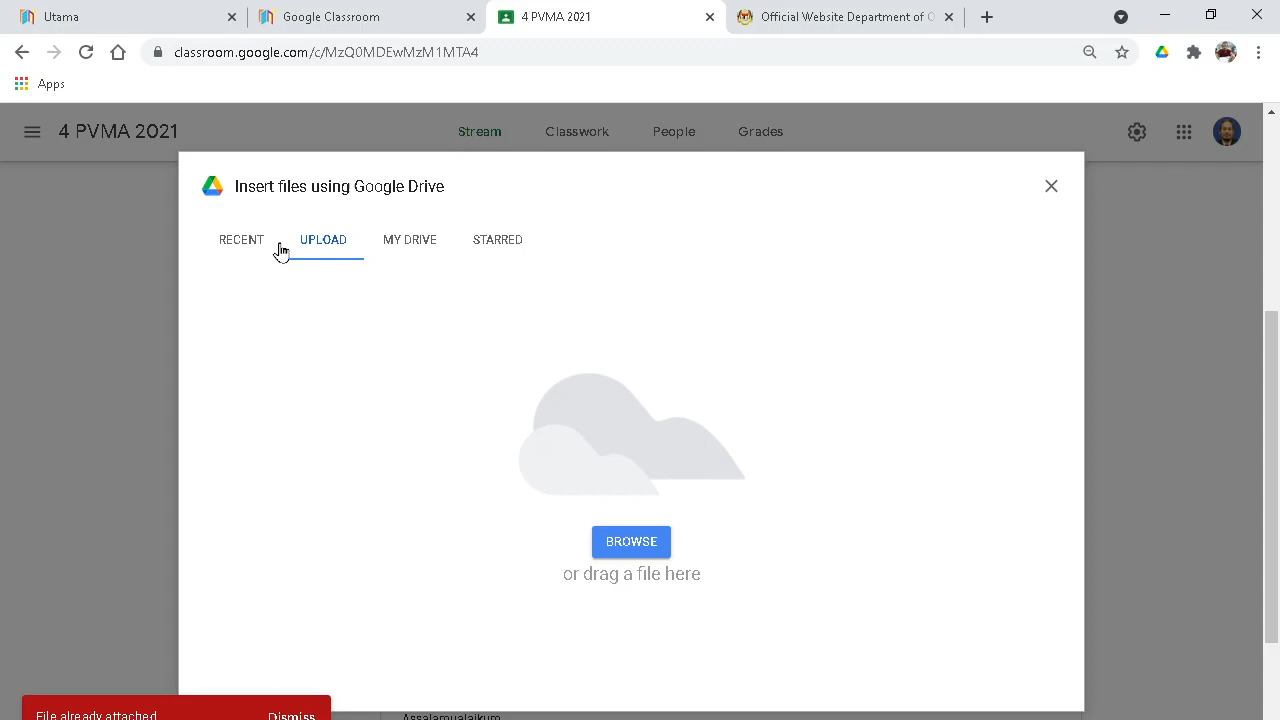 Utama
Google Classroom
4 PVMA 2021
Official Website Department of O
classroom.google.com/c/MzQ0MDEwMzM1MTA4
Apps
4 PVMA 2021
Stream
Classwork
People
Grades
Insert files using Google Drive
RECENT
UPLOAD
MY DRIVE
STARRED
BROWSE
or drag a file here
File already attached
Dismiss
Assalamualaikum